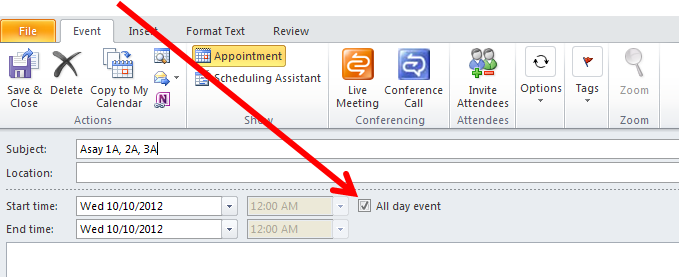 File Event Insert Format Text Review
Save & Close Delete Copy to My Calendar Appointment Scheduling Assistant Live Meeting Conference Call Invite Attendees Options Tags Zoom
Actions Show Conferencing Attendees Zoom
Subject: Asay 1A, 2A, 3A
Location:
Start time: Wed 10/10/2012 12:00 AM All day event
End time: Wed 10/10/2012 12:00 AM